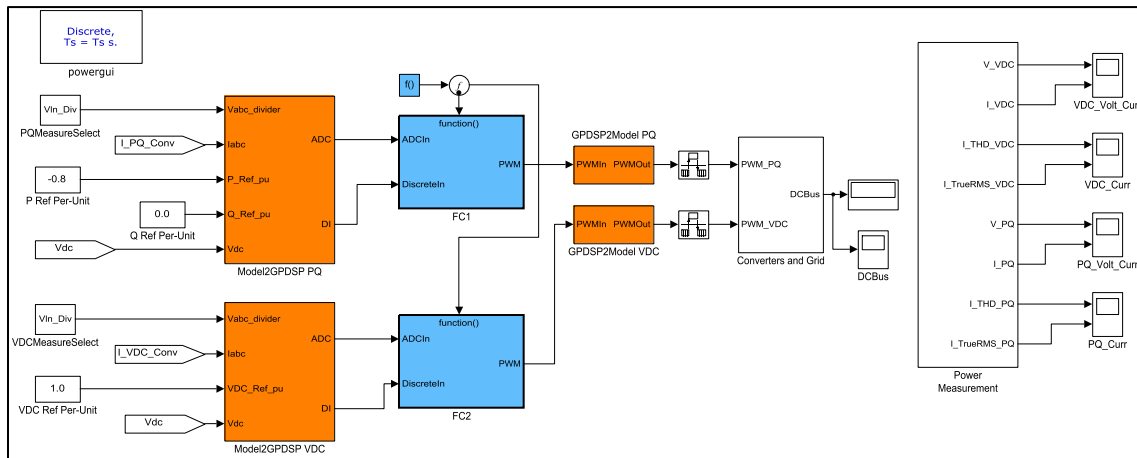 Discrete,
Ts = Ts s.
powergui
Vln_Div
PQMeasureSelect
I_PQ_Conv
-0.8
P Ref Per-Unit
0.0
Q Ref Per-Unit
Vdc
Vabc_divider
Iabc
P_Ref_pu
Q_Ref_pu
Vdc
ADC
DI
Model2GPDSP PQ
f()
f
function()
ADCIn
DiscreteIn
PWM
FC1
GPDSP2Model PQ
PWMIn
PWMOut
PWMIn
PWMOut
GPDSP2Model VDC
PWM_PQ
PWM_VDC
DCBus
Converters and Grid
DCBus
Vln_Div
VDCMeasureSelect
I_VDC_Conv
1.0
VDC Ref Per-Unit
Vdc
Vabc_divider
Iabc
VDC_Ref_pu
Vdc
ADC
DI
Model2GPDSP VDC
function()
ADCIn
DiscreteIn
PWM
FC2
V_VDC
I_VDC
I_THD_VDC
I_TrueRMS_VDC
V_PQ
I_PQ
I_THD_PQ
I_TrueRMS_PQ
Power
Measurement
VDC_Volt_Curr
VDC_Curr
PQ_Volt_Curr
PQ_Curr